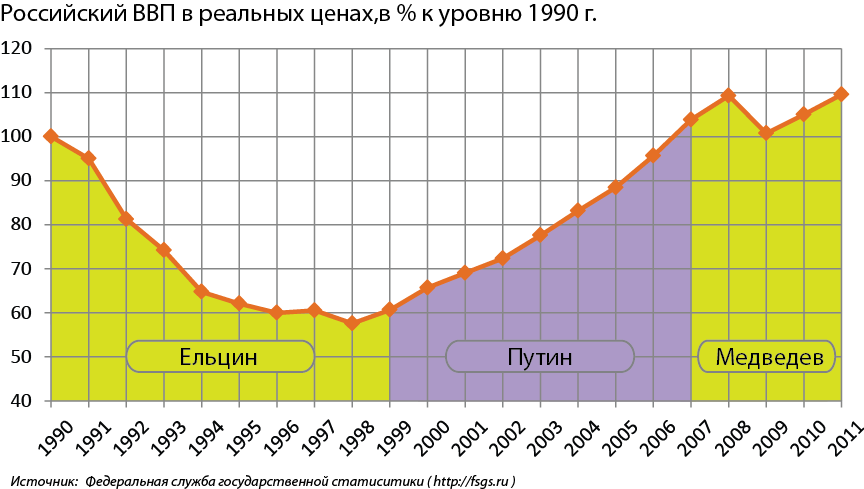 Российский ВВП в реальных ценах,в % к уровню 1990 г.
120
110
100
90
80
70
60
50
40
Ельцин Путин Медведев
1990 1991 1992 1993 1994 1995 1996 1997 1998 1999 2000 2001 2002 2003 2004 2005 2006 2007 2008 2009 2010 2011
Источник: Федеральная служба государственной статиситики ( http://fsgs.ru )